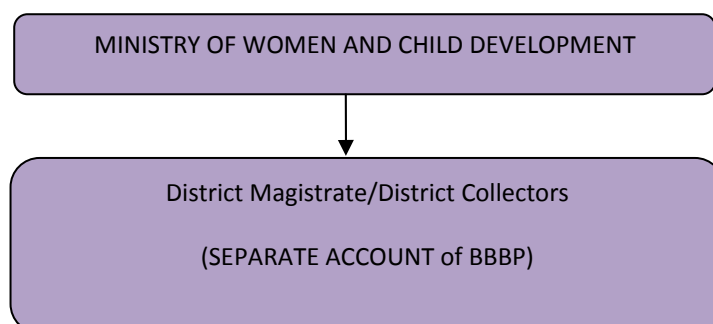 MINISTRY OF WOMEN AND CHILD DEVELOPMENT
District Magistrate/District Collectors
(SEPARATE ACCOUNT of BBBP)